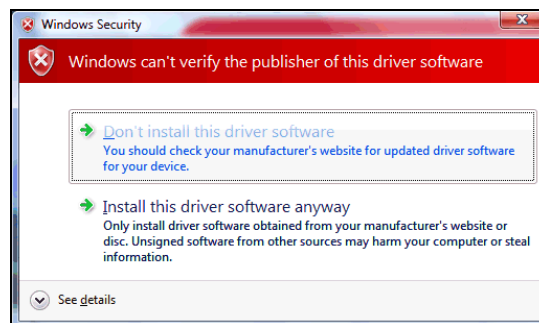 Windows Security
Windows can't verify the publisher of this driver software
Don't install this driver software
You should check your manufacturer's website for updated driver software
for your device.
Install this driver software anyway
Only install driver software obtained from your manufacturer's website or
disc. Unsigned software from other sources may harm your computer or steal
information.
See details